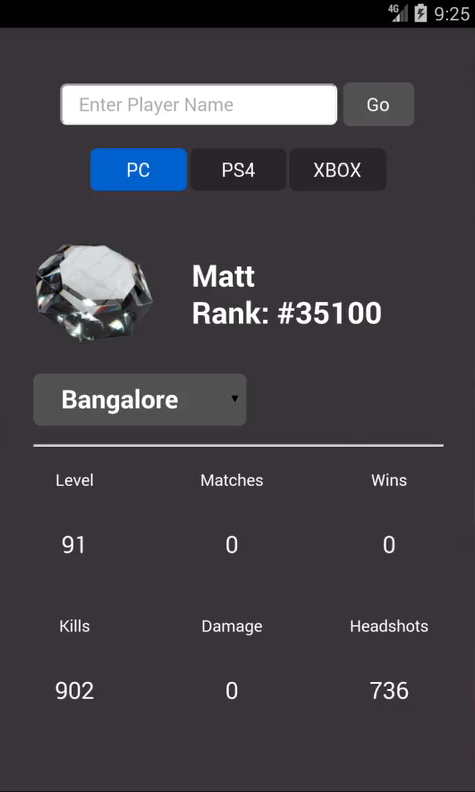 4G 9:25
Enter Player Name Go
PC PS4 XBOX
Matt
Rank: #35100
Bangalore
Level Matches Wins
91 0 0
Kills Damage Headshots
902 0 736